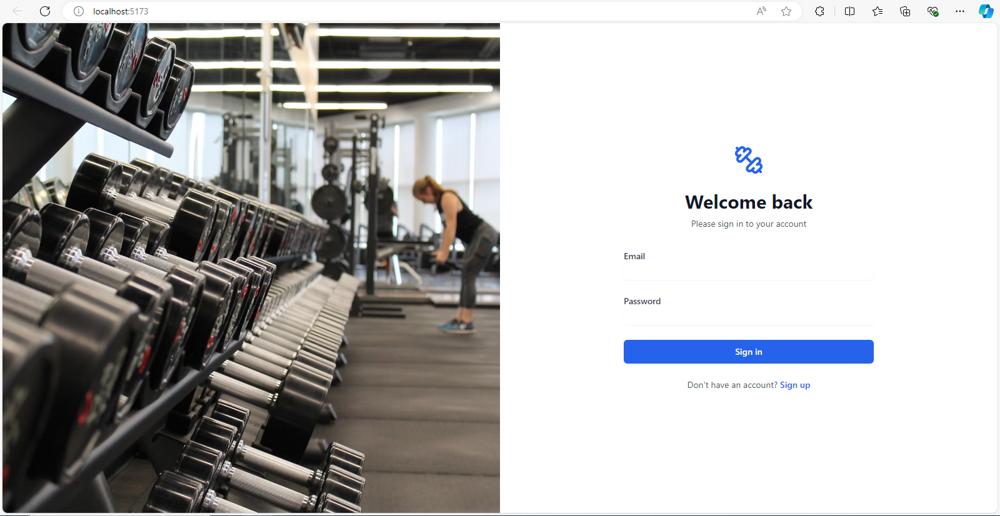 localhost:5173
Welcome back
Please sign in to your account
Email
Password
Sign in
Don't have an account? Sign up